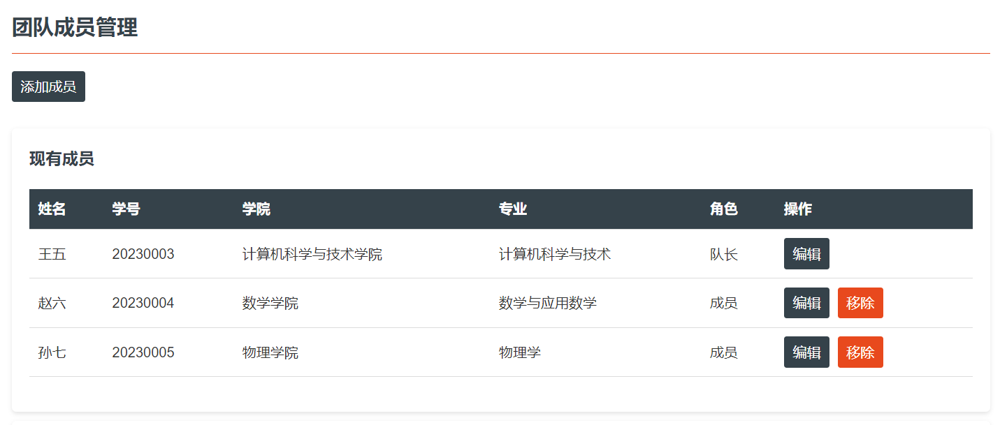 团队成员管理
添加成员
现有成员
姓名 学号 学院 专业 角色 操作
王五 20230003 计算机科学与技术学院 计算机科学与技术 队长 编辑
赵六 20230004 数学学院 数学与应用数学 成员 编辑 移除
孙七 20230005 物理学院 物理学 成员 编辑 移除